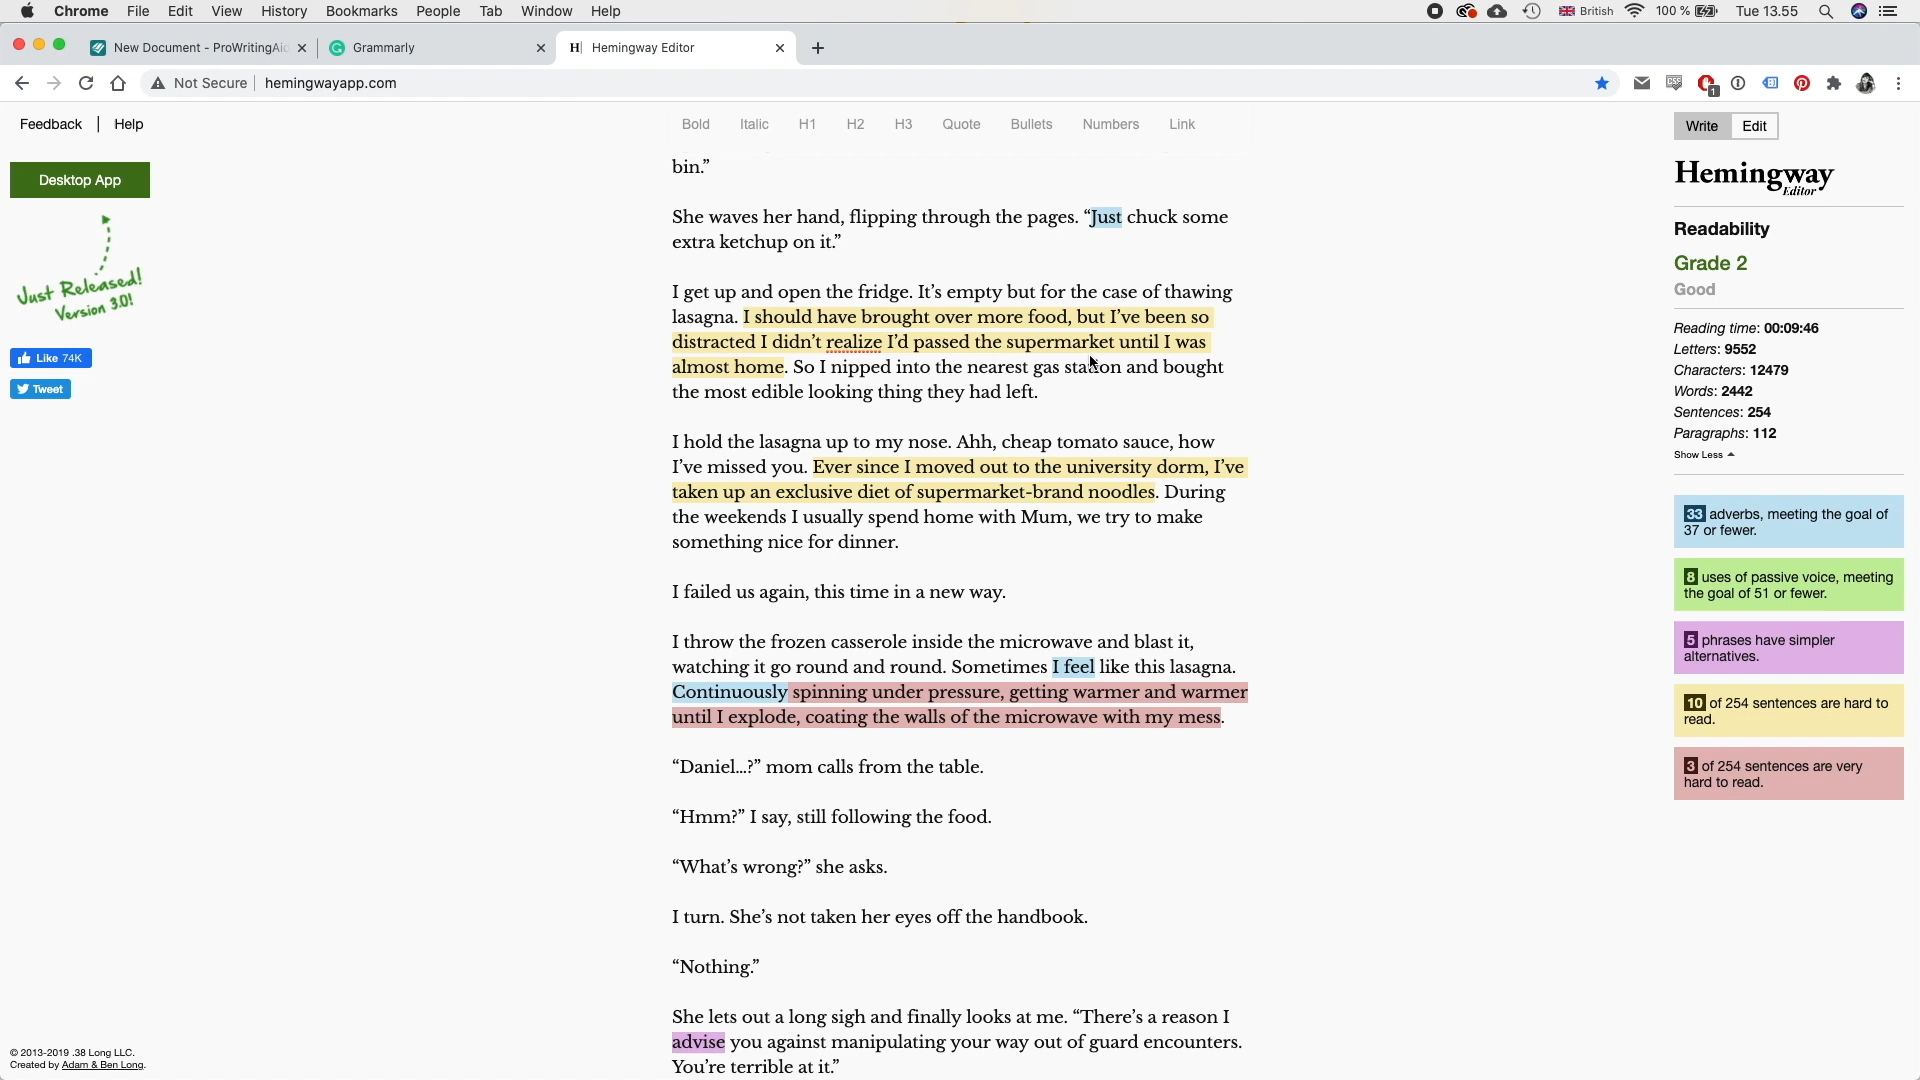 Chrome File Edit View History Bookmarks People Tab Window Help British 100 % Tue 13.55
New Document - ProWritingAid Grammarly H Hemingway Editor
Not Secure hemingwayapp.com 1
Feedback | Help Bold Italic H1 H2 H3 Quote Bullets Numbers Link Write Edit
Desktop App
Just Released!
Version 3.0!
Like 74K
Tweet
bin.”
She waves her hand, flipping through the pages. “Just chuck some
extra ketchup on it.”
I get up and open the fridge. It’s empty but for the case of thawing
lasagna. I should have brought over more food, but I’ve been so
distracted I didn’t realize I’d passed the supermarket until I was
almost home. So I nipped into the nearest gas station and bought
the most edible looking thing they had left.
I hold the lasagna up to my nose. Ahh, cheap tomato sauce, how
I’ve missed you. Ever since I moved out to the university dorm, I’ve
taken up an exclusive diet of supermarket-brand noodles. During
the weekends I usually spend home with Mum, we try to make
something nice for dinner.
I failed us again, this time in a new way.
I throw the frozen casserole inside the microwave and blast it,
watching it go round and round. Sometimes I feel like this lasagna.
Continuously spinning under pressure, getting warmer and warmer
until I explode, coating the walls of the microwave with my mess.
“Daniel…?” mom calls from the table.
“Hmm?” I say, still following the food.
“What’s wrong?” she asks.
I turn. She’s not taken her eyes off the handbook.
“Nothing.”
She lets out a long sigh and finally looks at me. “There’s a reason I
advise you against manipulating your way out of guard encounters.
You’re terrible at it.”
Hemingway
Editor
Readability
Grade 2
Good
Reading time: 00:09:46
Letters: 9552
Characters: 12479
Words: 2442
Sentences: 254
Paragraphs: 112
Show Less
33 adverbs, meeting the goal of
37 or fewer.
8 uses of passive voice, meeting
the goal of 51 or fewer.
5 phrases have simpler
alternatives.
10 of 254 sentences are hard to
read.
3 of 254 sentences are very
hard to read.
© 2013-2019 .38 Long LLC.
Created by Adam & Ben Long.